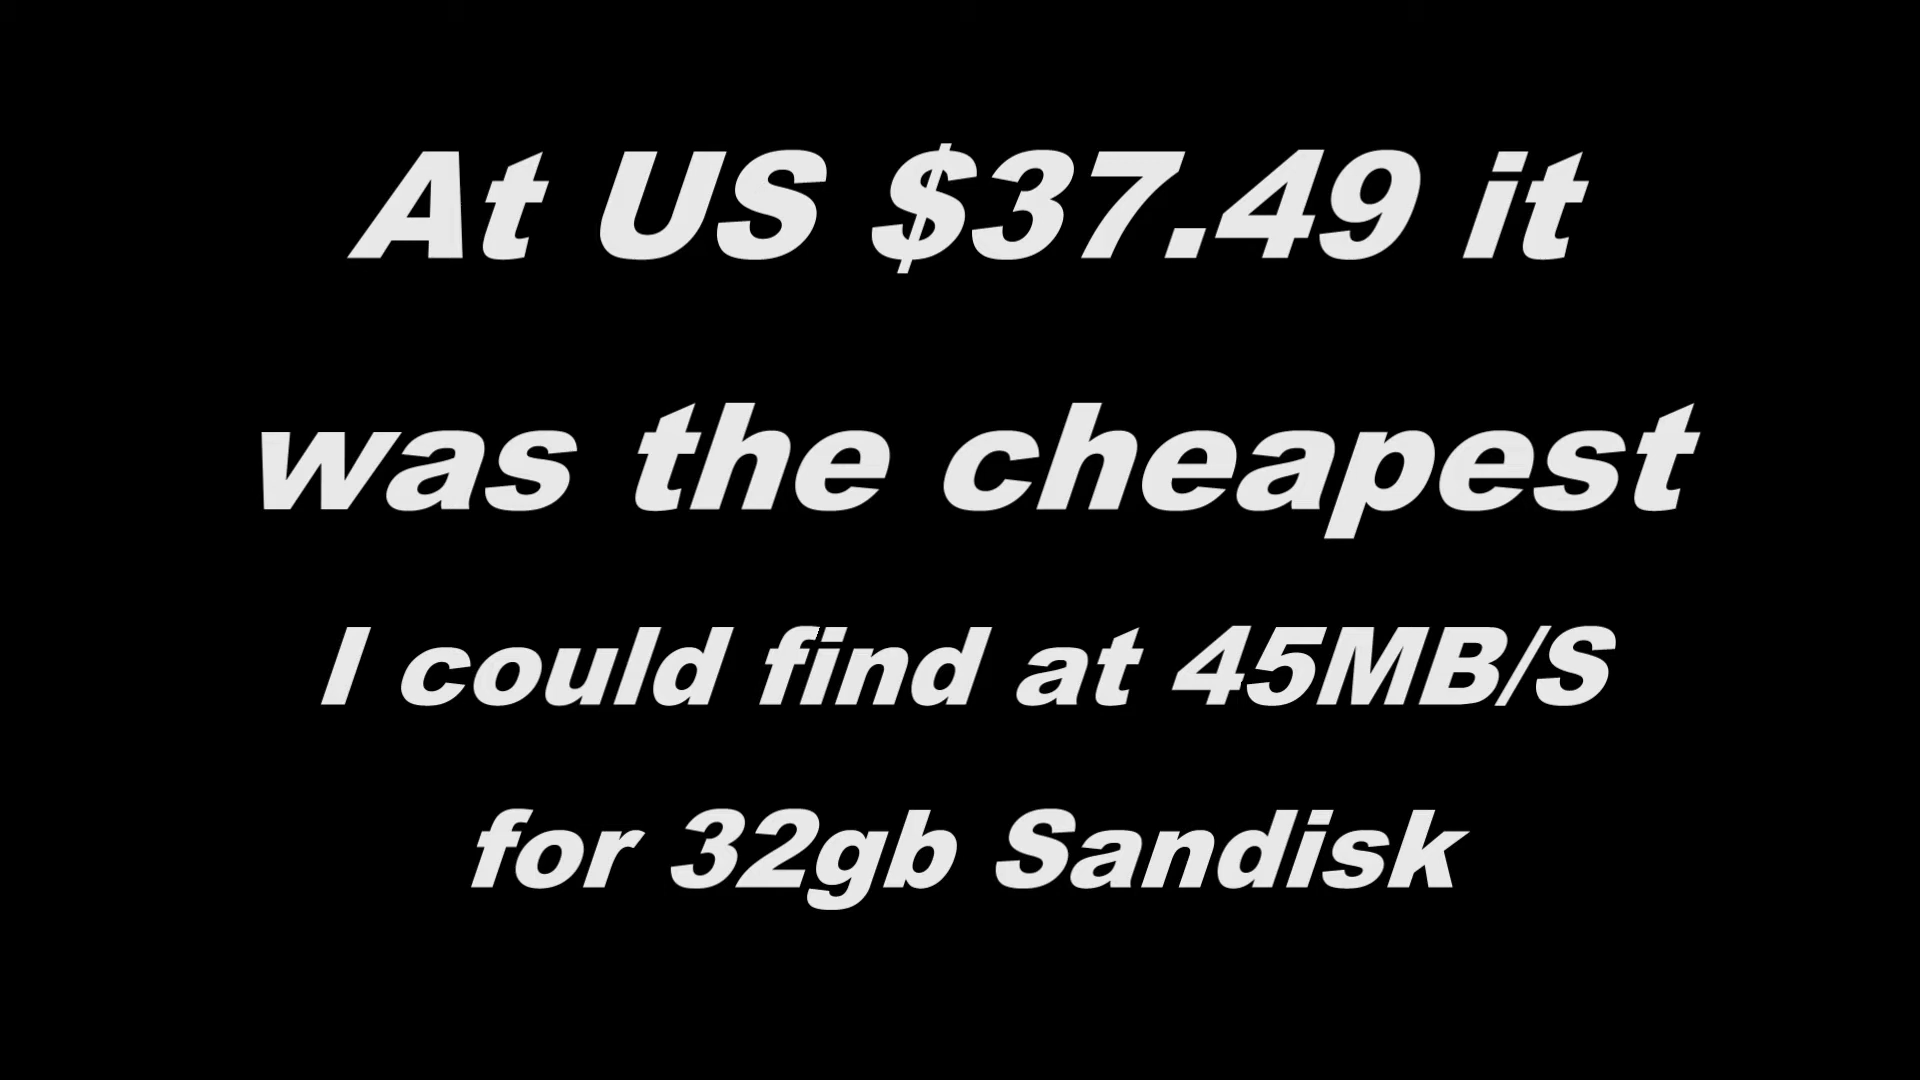 At US $37.49 it
was the cheapest
I could find at 45MB/S
for 32gb Sandisk